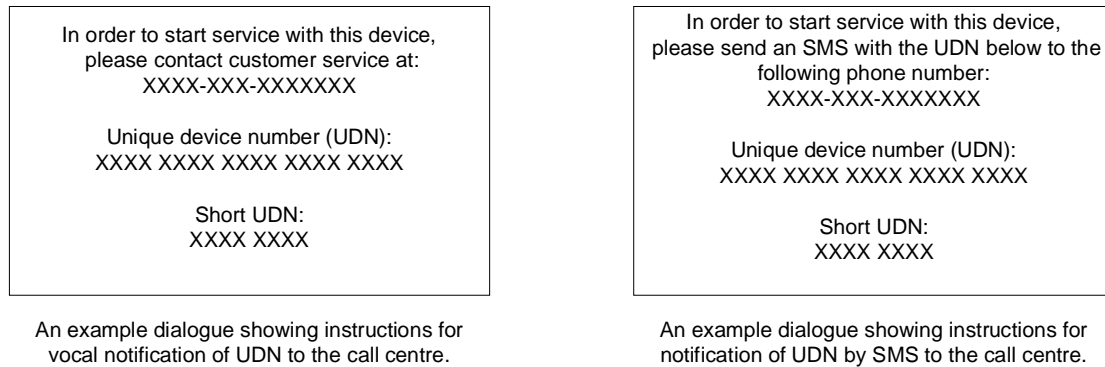 In order to start service with this device,
please contact customer service at:
XXXX-XXX-XXXXXXX
Unique device number (UDN):
XXXX XXXX XXXX XXXX XXXX
Short UDN:
XXXX XXXX
An example dialogue showing instructions for
vocal notification of UDN to the call centre.
In order to start service with this device,
please send an SMS with the UDN below to the
following phone number:
XXXX-XXX-XXXXXXX
Unique device number (UDN):
XXXX XXXX XXXX XXXX XXXX
Short UDN:
XXXX XXXX
An example dialogue showing instructions for
notification of UDN by SMS to the call centre.